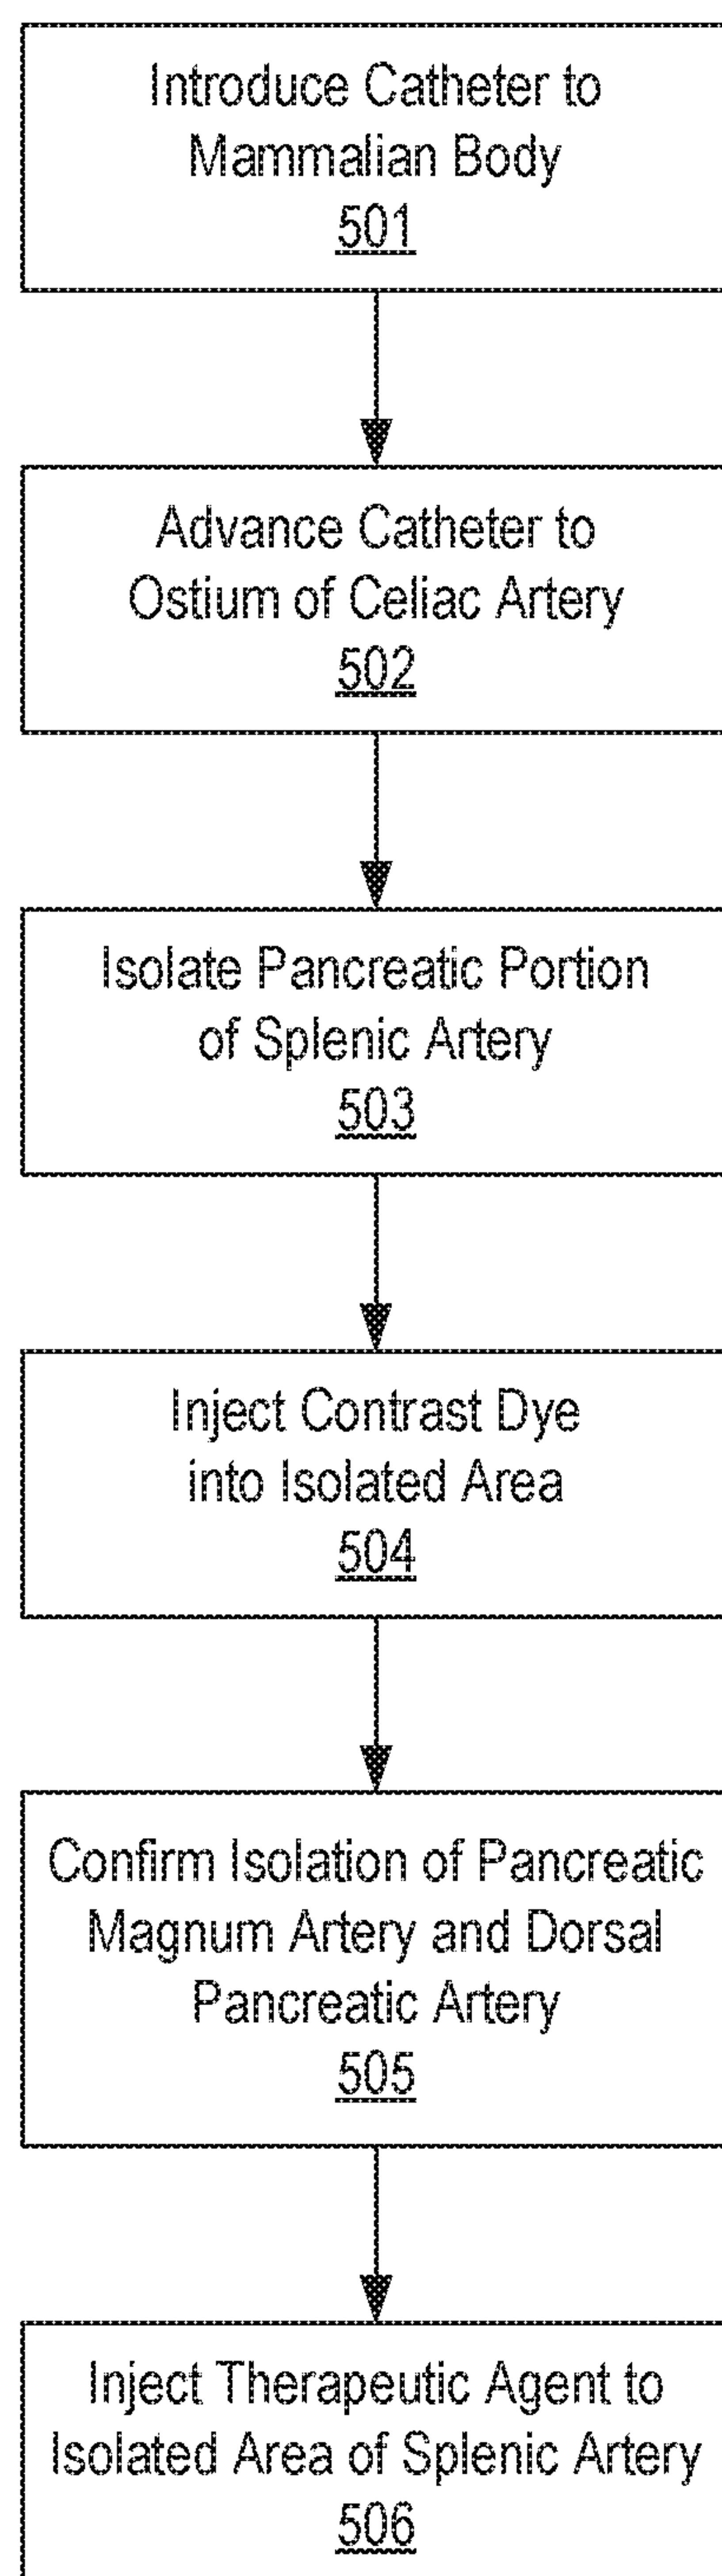 Introduce Catheter to
Mammalian Body
501
Advance Catheter to
Ostium of Celiac Artery
502
Isolate Pancreatic Portion
of Splenic Artery
503
Inject Contrast Dye
into Isolated Area
504
Confirm Isolation of Pancreatic
Magnum Artery and Dorsal
Pancreatic Artery
505
Inject Therapeutic Agent to
Isolated Area of Splenic Artery
506